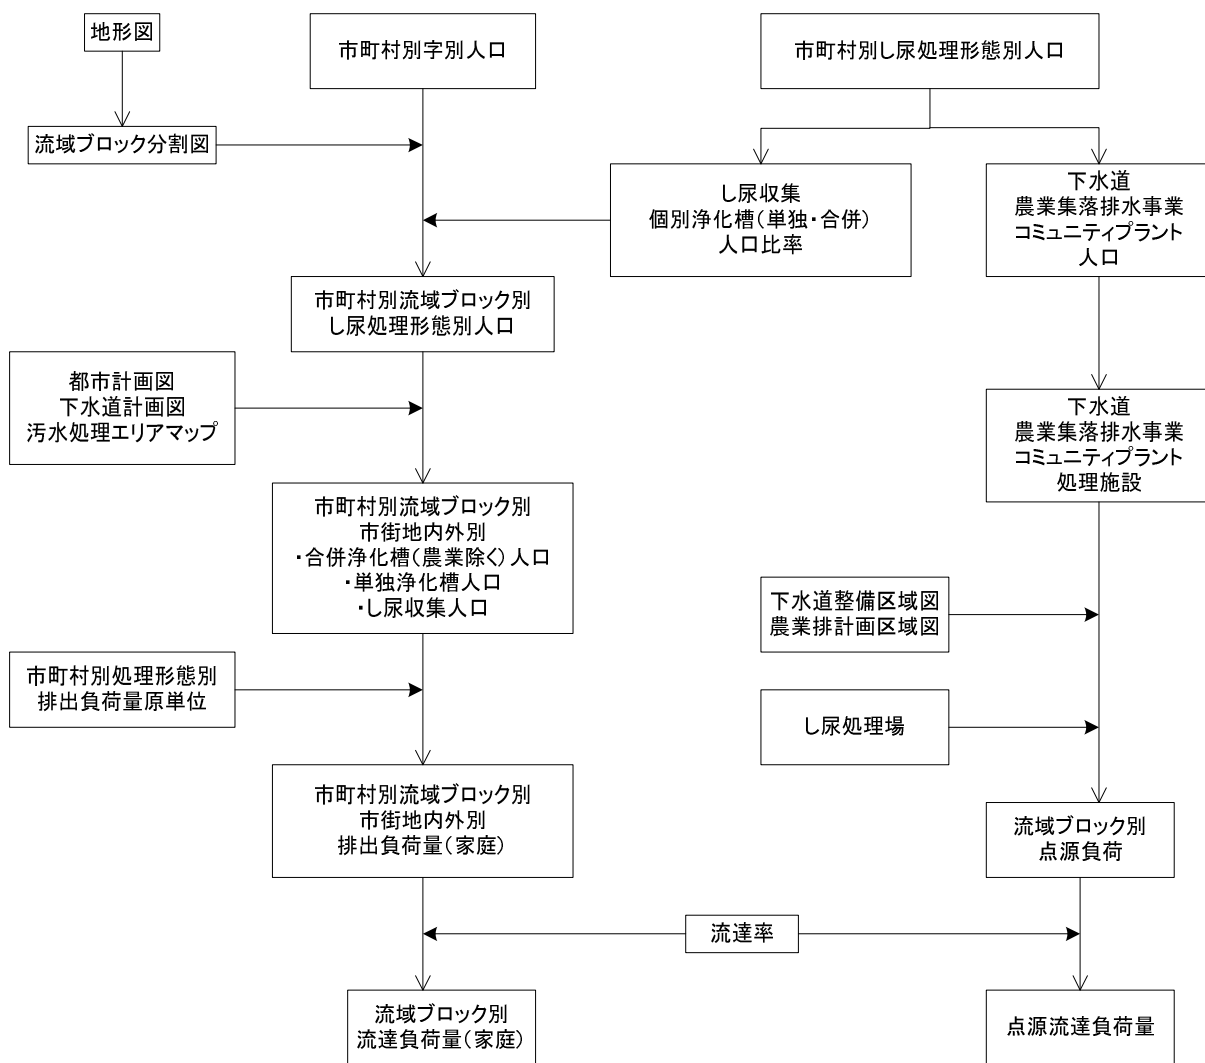 地形図
市町村別字別人口
市町村別し尿処理形態別人口
流域ブロック分割図
し尿収集
個別浄化槽(単独・合併)
人口比率
下水道
農業集落排水事業
コミュニティプラント
人口
市町村別流域ブロック別
し尿処理形態別人口
都市計画図
下水道計画図
汚水処理エリアマップ
下水道
農業集落排水事業
コミュニティプラント
処理施設
市町村別流域ブロック別
市街地内外別
・合併浄化槽(農業除く)人口
・単独浄化槽人口
・し尿収集人口
下水道整備区域図
農業排計画区域図
市町村別処理形態別
排出負荷量原単位
し尿処理場
市町村別流域ブロック別
市街地内外別
排出負荷量(家庭)
流域ブロック別
点源負荷
流達率
流域ブロック別
流達負荷量(家庭)
点源流達負荷量